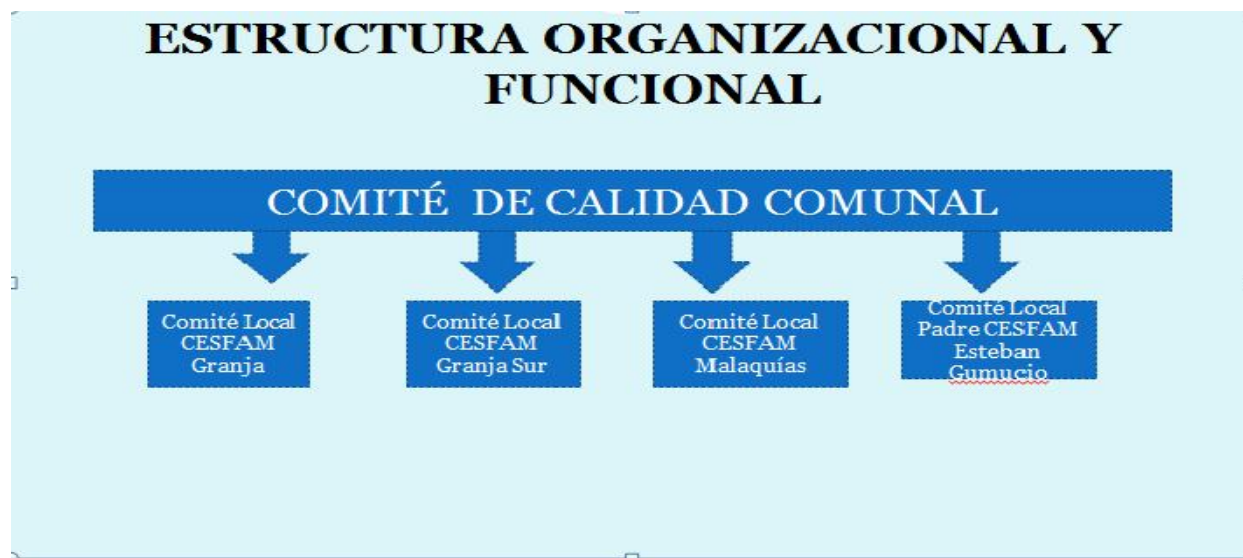 ESTRUCTURA ORGANIZACIONAL Y
FUNCIONAL
COMITÉ DE CALIDAD COMUNAL
Comité Local
CESFAM
Granja
Comité Local
CESFAM
Granja Sur
Comité Local
CESFAM
Malaquías
Comité Local
Padre CESFAM
Esteban
Gumucio